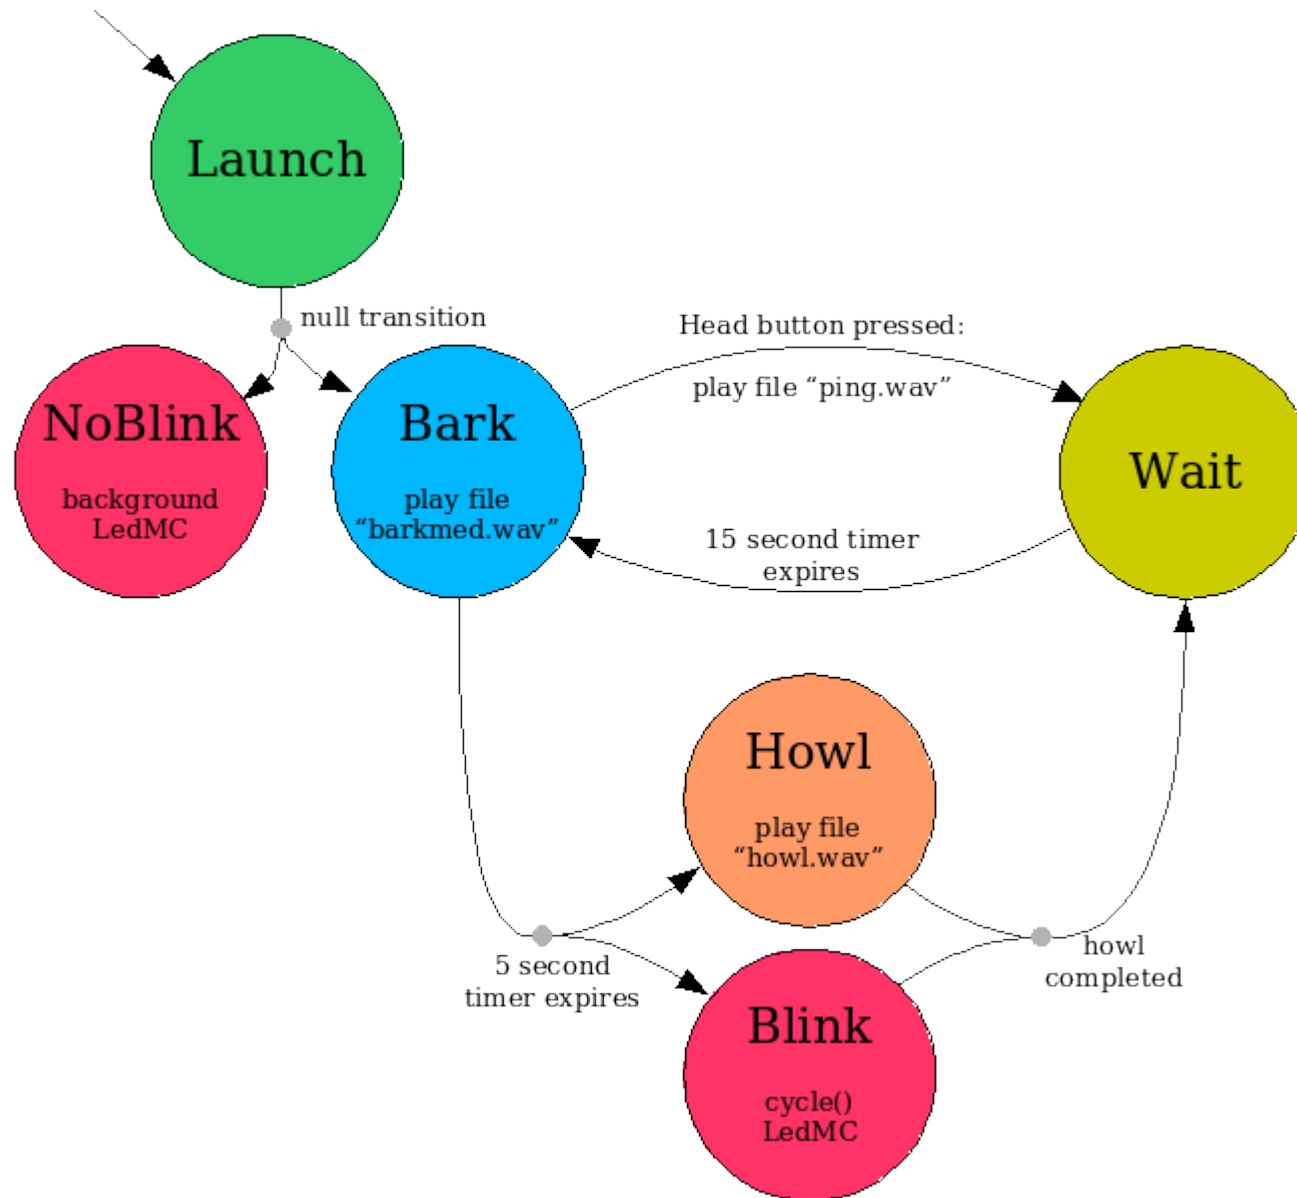 Launch
null transition
Head button pressed:
play file “ping.wav”
NoBlink
background
LedMC
Bark
play file
“barkmed.wav”
Wait
15 second timer
expires
Howl
play file
“howl.wav”
5 second
timer expires
howl
completed
Blink
cycle()
LedMC